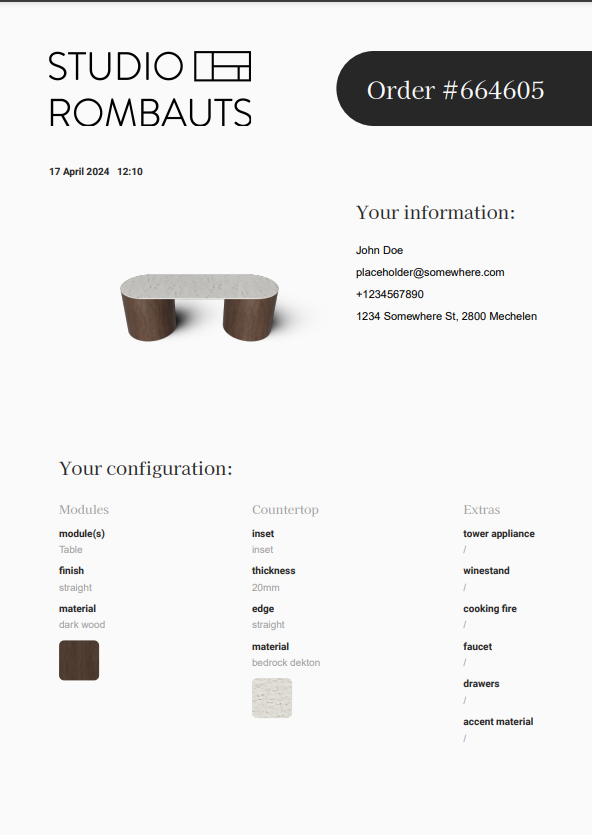 STUDIO
ROMBAUTS
Order #664605
17 April 2024 12:10
Your information:
John Doe
placeholder@somewhere.com
+1234567890
1234 Somewhere St, 2800 Mechelen
Your configuration:
Modules
module(s)
Table
finish
straight
material
dark wood
Countertop
inset
inset
thickness
20mm
edge
straight
material
bedrock dekton
Extras
tower appliance
/
winestand
/
cooking fire
/
faucet
/
drawers
/
accent material
/